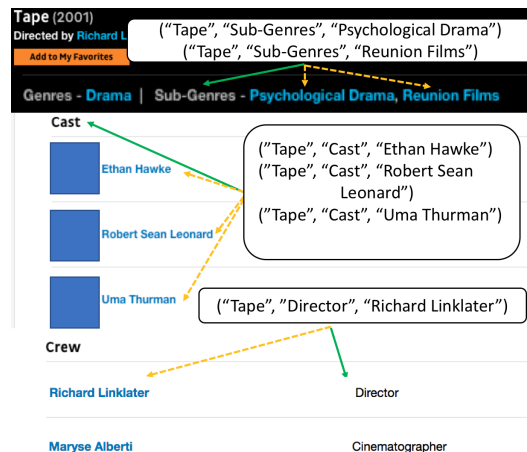 Tape (2001)
Directed by Richard L
Add to My Favorites
("Tape", "Sub-Genres", "Psychological Drama")
("Tape", "Sub-Genres", "Reunion Films")
Genres - Drama | Sub-Genres - Psychological Drama, Reunion Films
Cast
Ethan Hawke
Robert Sean Leonard
Uma Thurman
("Tape", "Cast", "Ethan Hawke")
("Tape", "Cast", "Robert Sean
Leonard")
("Tape", "Cast", "Uma Thurman")
("Tape", "Director", "Richard Linklater")
Crew
Richard Linklater Director
Maryse Alberti Cinematographer